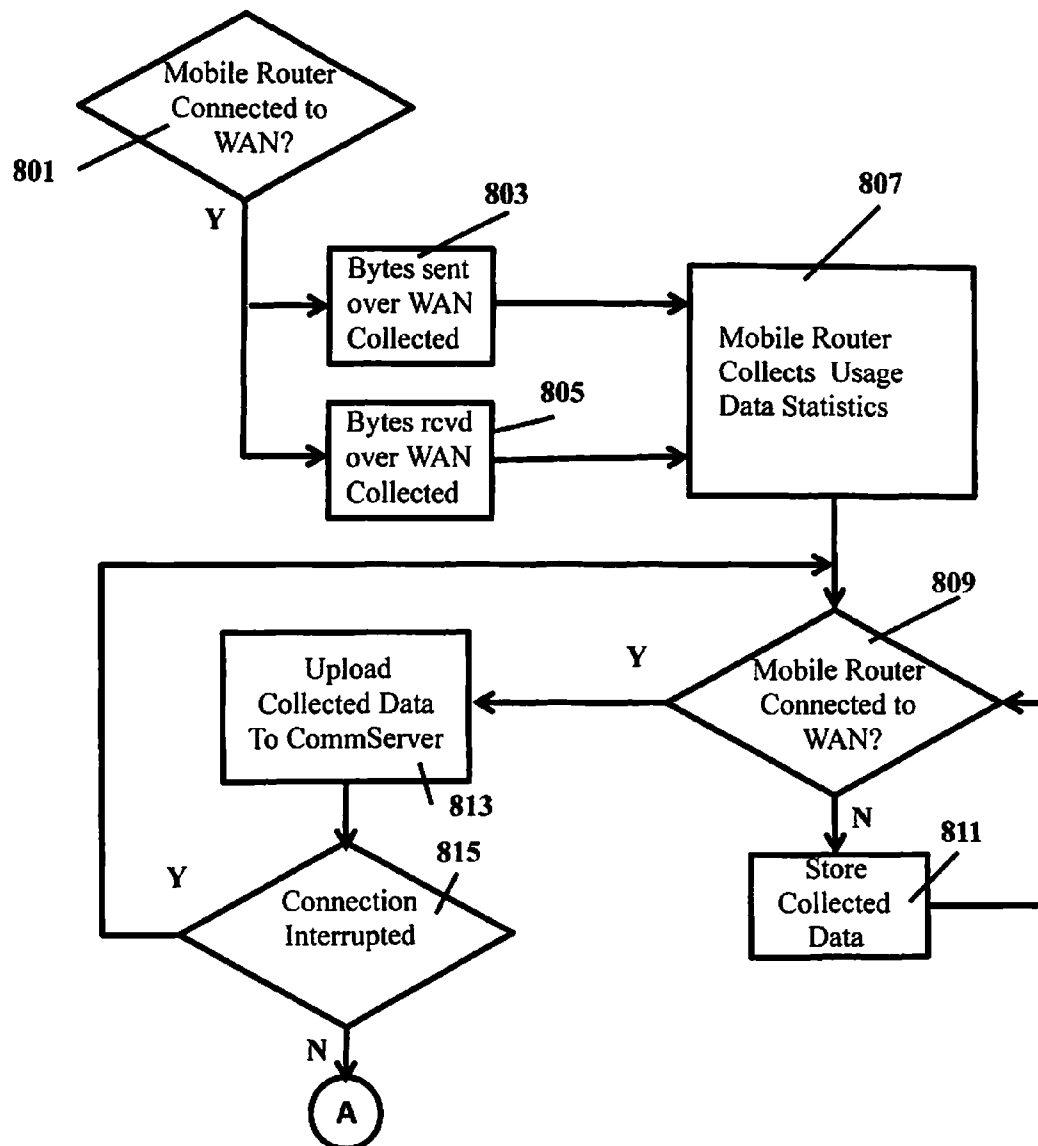 Mobile Router
Connected to
WAN?
801
Y
803
Bytes sent
over WAN
Collected
805
Bytes rcvd
over WAN
Collected
807
Mobile Router
Collects Usage
Data Statistics
809
Mobile Router
Connected to
WAN?
Y
N
Upload
Collected Data
To CommServer
813
811
Store
Collected
Data
815
Y
Connection
Interrupted
N
A